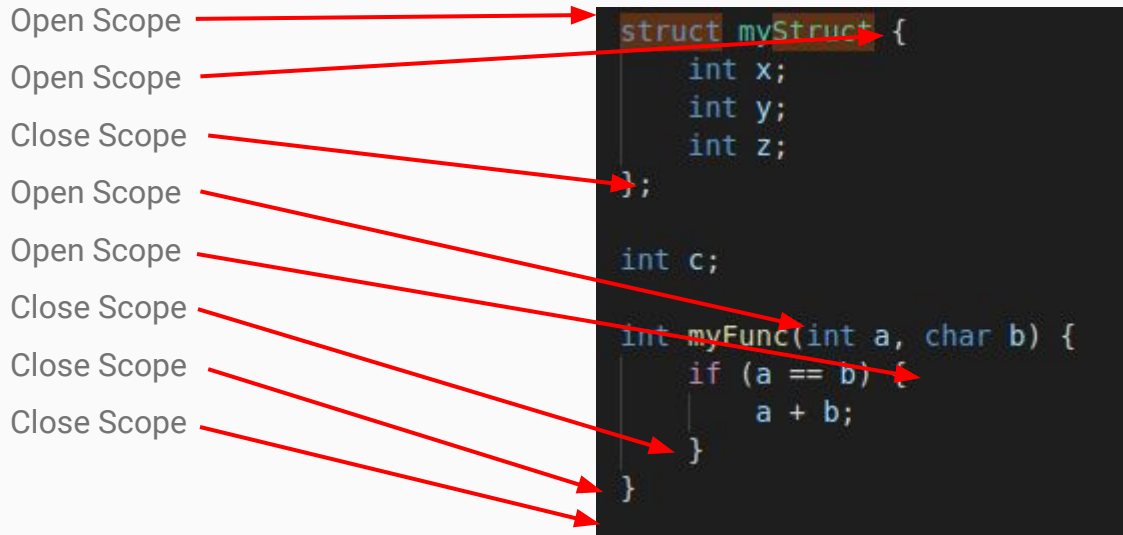 Open Scope
Open Scope
Close Scope
Open Scope
Open Scope
Close Scope
Close Scope
Close Scope
struct myStruct {
    int x;
    int y;
    int z;
};
int c;
int myFunc(int a, char b) {
    if (a == b) {
        a + b;
    }
}